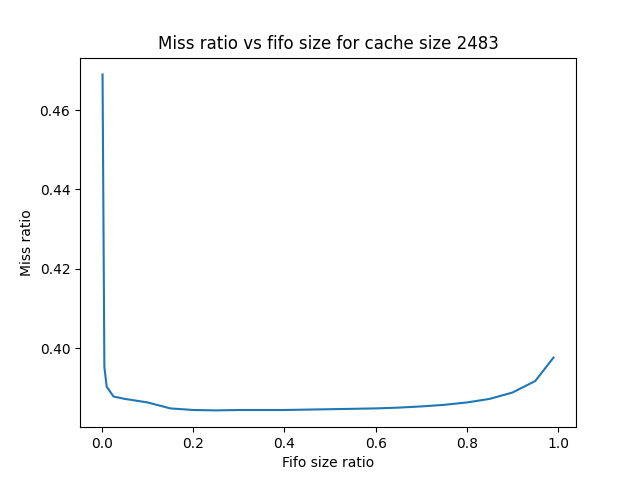 Miss ratio vs fifo size for cache size 2483
0.46
0.44
0.42
0.40
Miss ratio
0.0 0.2 0.4 0.6 0.8 1.0
Fifo size ratio